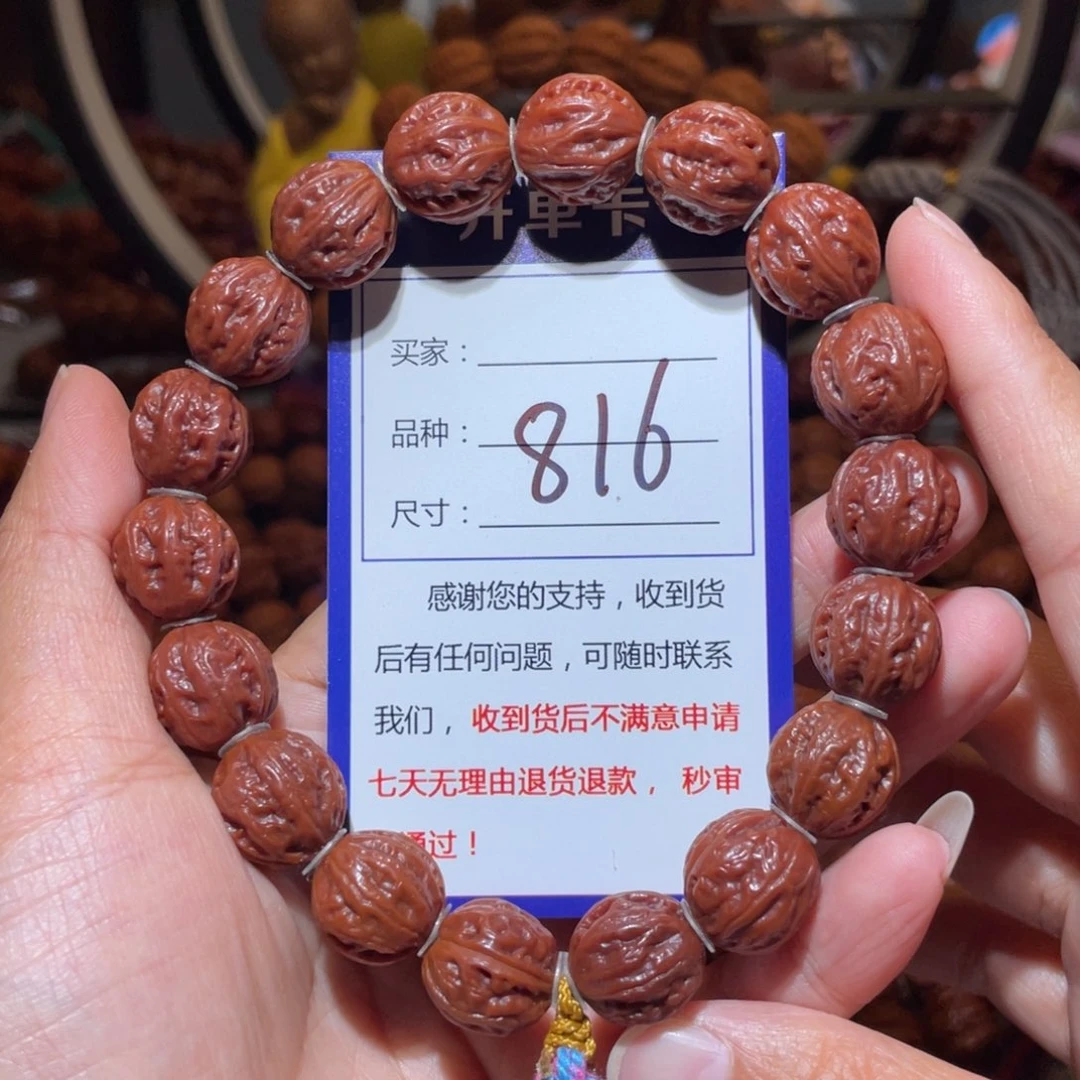 开单卡
买家：
品种：
816
尺寸：
感谢您的支持，收到货
后有任何问题，可随时联系
我们，收到货后不满意申请
七天无理由退货退款，秒审
通过！